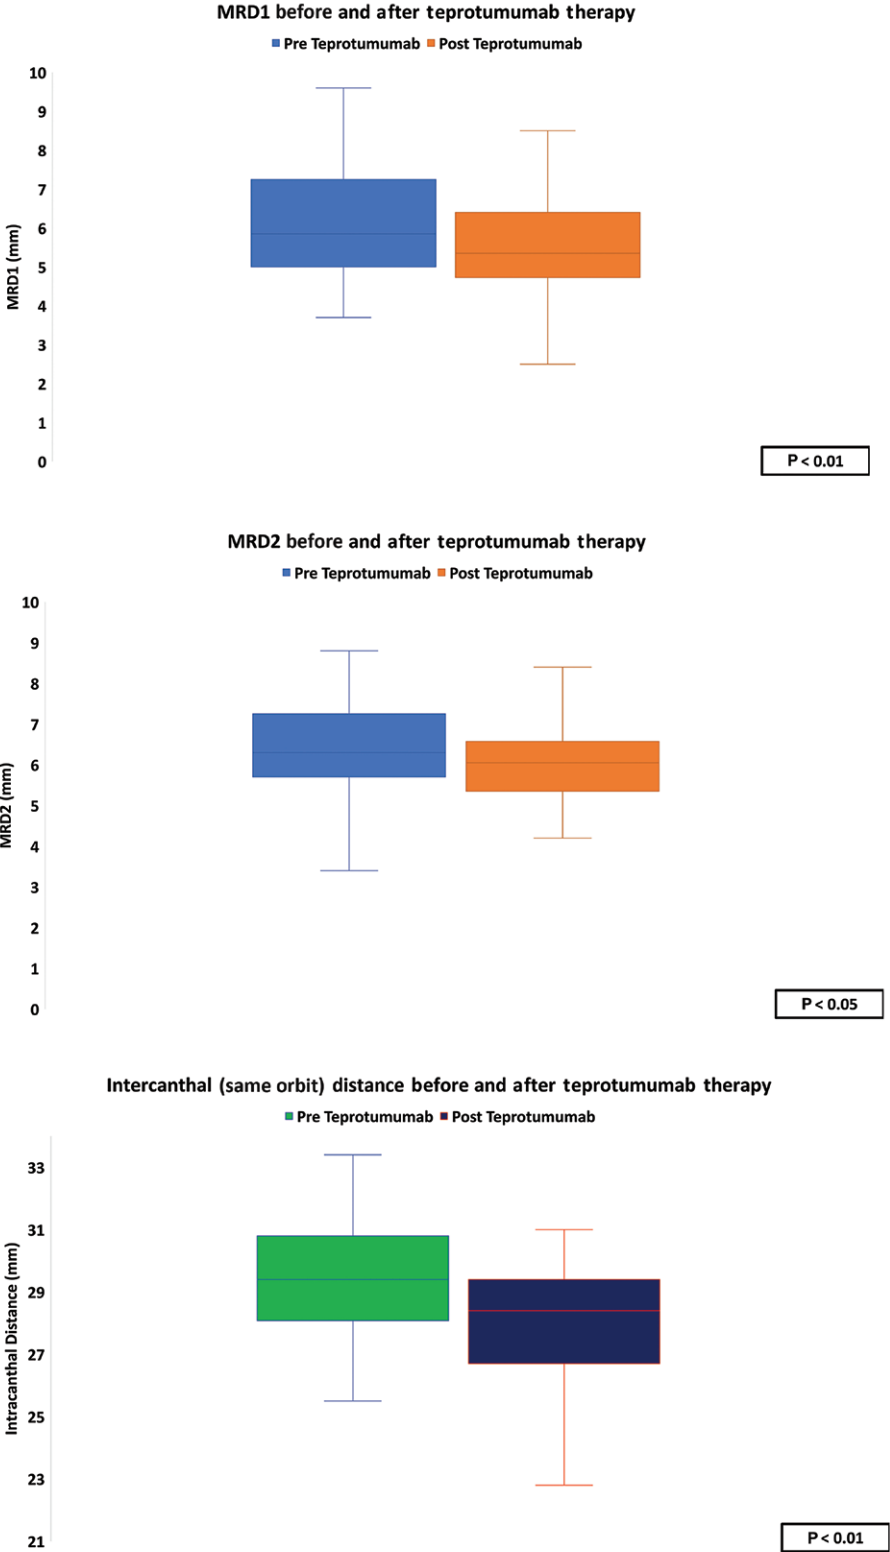 MRD1 before and after teprotumumab therapy
Pre Teprotumumab Post Teprotumumab
10
9
8
7
6
5
4
3
2
1
0
MRD1 (mm)
P < 0.01
MRD2 before and after teprotumumab therapy
Pre Teprotumumab Post Teprotumumab
10
9
8
7
6
5
4
3
2
1
0
MRD2 (mm)
P < 0.05
Intercanthal (same orbit) distance before and after teprotumumab therapy
Pre Teprotumumab Post Teprotumumab
33
31
29
27
25
23
21
Intracanthal Distance (mm)
P < 0.01